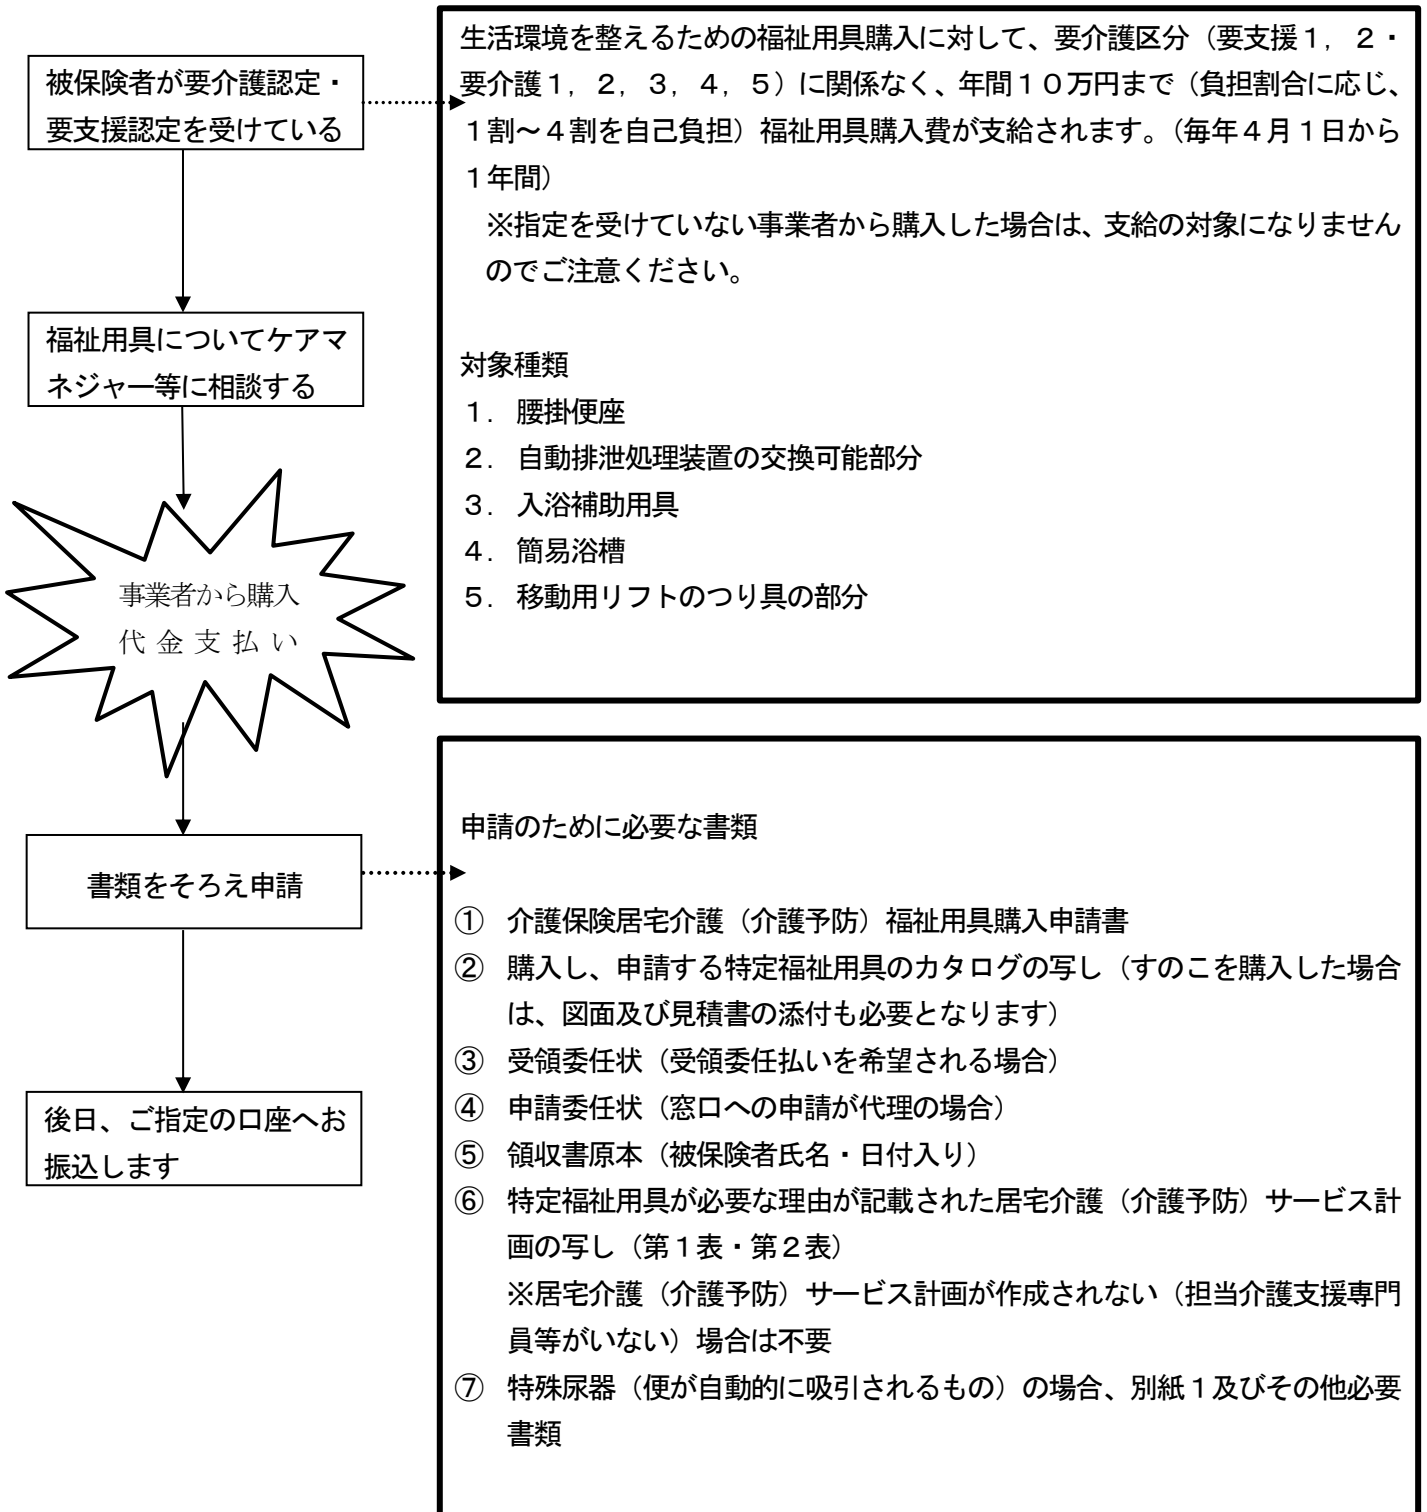 被保険者が要介護認定・
要支援認定を受けている
生活環境を整えるための福祉用具購入に対して、要介護区分（要支援１，２・
要介護１，２，３，４，５）に関係なく、年間１０万円まで（負担割合に応じ、
１割～４割を自己負担）福祉用具購入費が支給されます。（毎年４月１日から
１年間）
※指定を受けていない事業者から購入した場合は、支給の対象になりません
のでご注意ください。
福祉用具についてケアマ
ネジャー等に相談する
対象種類
１．腰掛便座
２．自動排泄処理装置の交換可能部分
３．入浴補助用具
４．簡易浴槽
５．移動用リフトのつり具の部分
事業者から購入
代金支払い
書類をそろえ申請
申請のために必要な書類
① 介護保険居宅介護（介護予防）福祉用具購入申請書
② 購入し、申請する特定福祉用具のカタログの写し（すのこを購入した場合
は、図面及び見積書の添付も必要となります）
③ 受領委任状（受領委任払いを希望される場合）
④ 申請委任状（窓口への申請が代理の場合）
⑤ 領収書原本（被保険者氏名・日付入り）
⑥ 特定福祉用具が必要な理由が記載された居宅介護（介護予防）サービス計
画の写し（第１表・第２表）
※居宅介護（介護予防）サービス計画が作成されない（担当介護支援専門
員等がいない）場合は不要
⑦ 特殊尿器（便が自動的に吸引されるもの）の場合、別紙１及びその他必要
書類
後日、ご指定の口座へお
振込します